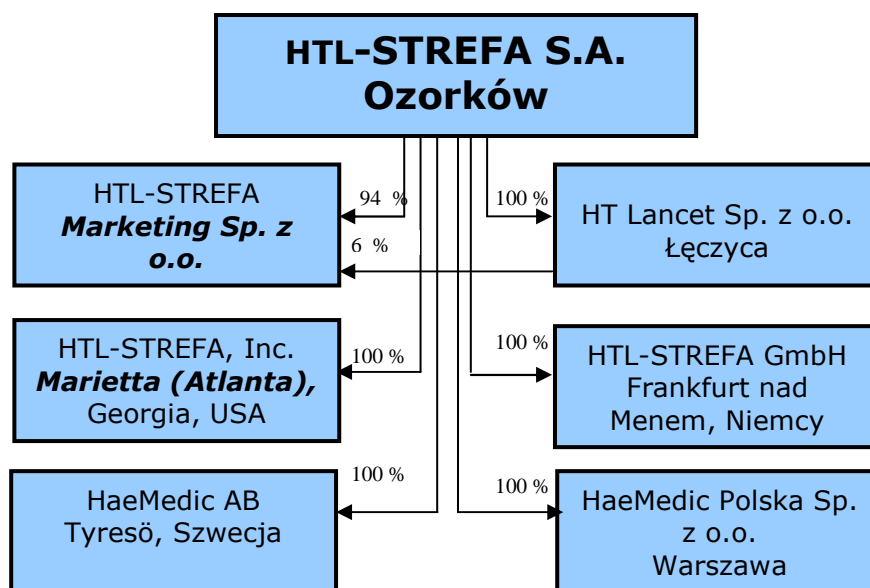 HTL-STREFA S.A.
Ozorków
HTL-STREFA
Marketing Sp. z
o.o.
94 %
6 %
100 %
HT Lancet Sp. z o.o.
Łęczyca
HTL-STREFA, Inc.
Marietta (Atlanta),
Georgia, USA
100 %
100 %
HTL-STREFA GmbH
Frankfurt nad
Menem, Niemcy
HaeMedic AB
Tyresö, Szwecja
100 %
100 %
HaeMedic Polska Sp.
z o.o.
Warszawa